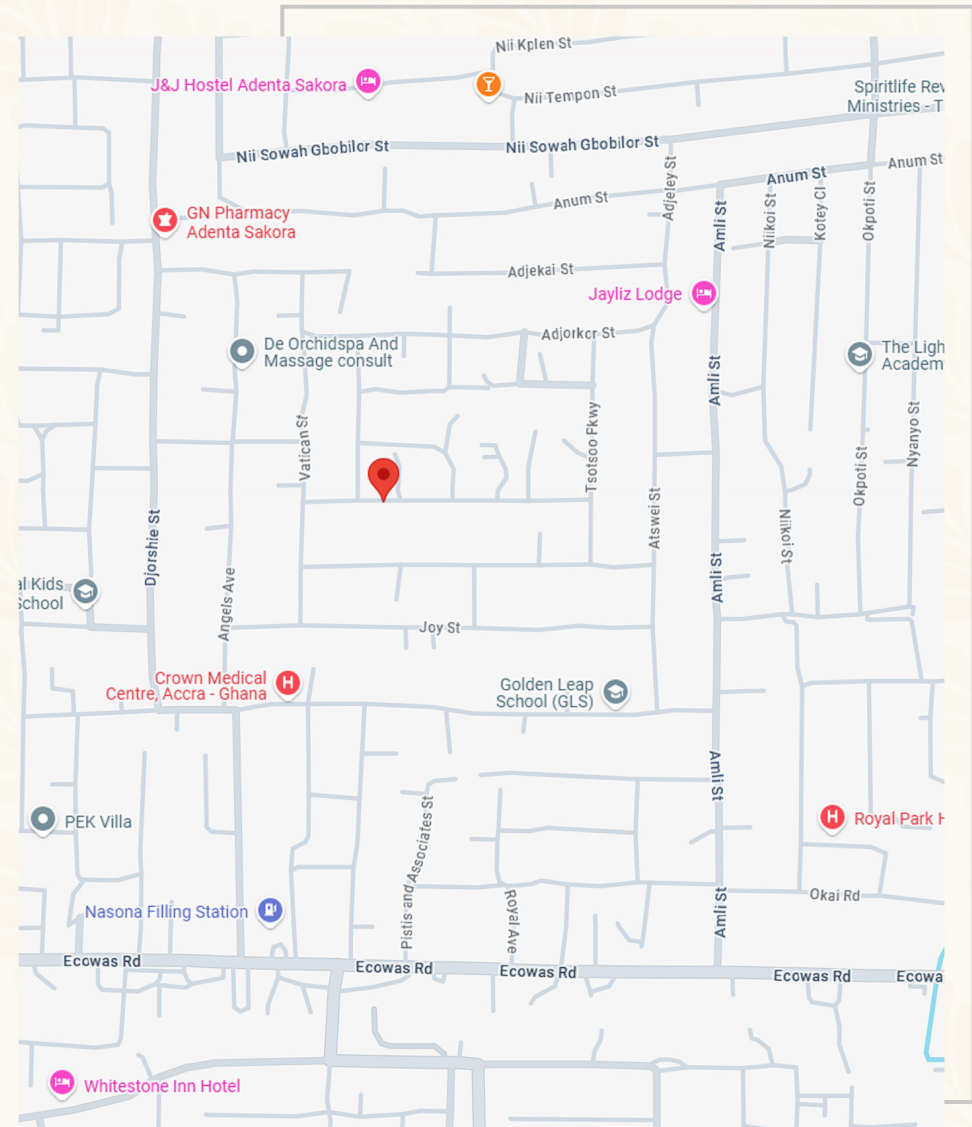 Nii Kplen St
J&J Hostel Adenta Sakora
Nii Tempon St
Spiritlife Rev
Ministries - T
Nii Sowah Gbobilor St
Nii Sowah Gbobilor St
Anum St
Anum St
Anum St
Adjeley St
Amli St
Niikoi St
Kotey Cl
Okpoti St
GN Pharmacy
Adenta Sakora
Adjekai St
Jayliz Lodge
Adjorkor St
De Orchidspa And
Massage consult
The Ligh
Academ
Amli St
Vatican St
Tsotsoo Pkwy
Nyanyo St
Okpoti St
Atswei St
Djorshie St
Niikoi St
Amli St
al Kids
School
Angels Ave
Joy St
Crown Medical
Centre, Accra - Ghana
Golden Leap
School (GLS)
Amli St
PEK Villa
Pistis and Associates St
Royal Park H
Okai Rd
Nasona Filling Station
Royal Ave
Amli St
Ecowas Rd
Ecowas Rd
Ecowas Rd
Ecowas Rd
Ecowa
Whitestone Inn Hotel